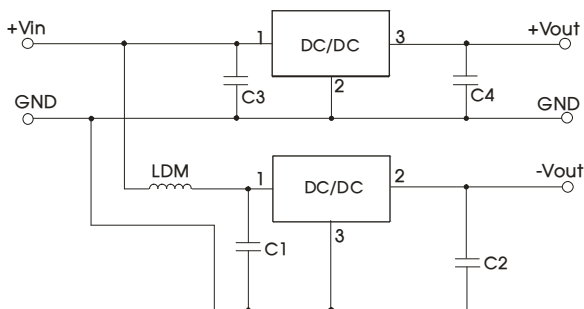 +Vin
1
DC/DC
3
+Vout
C3
2
C4
GND
GND
LDM
1
DC/DC
2
-Vout
C1
3
C2